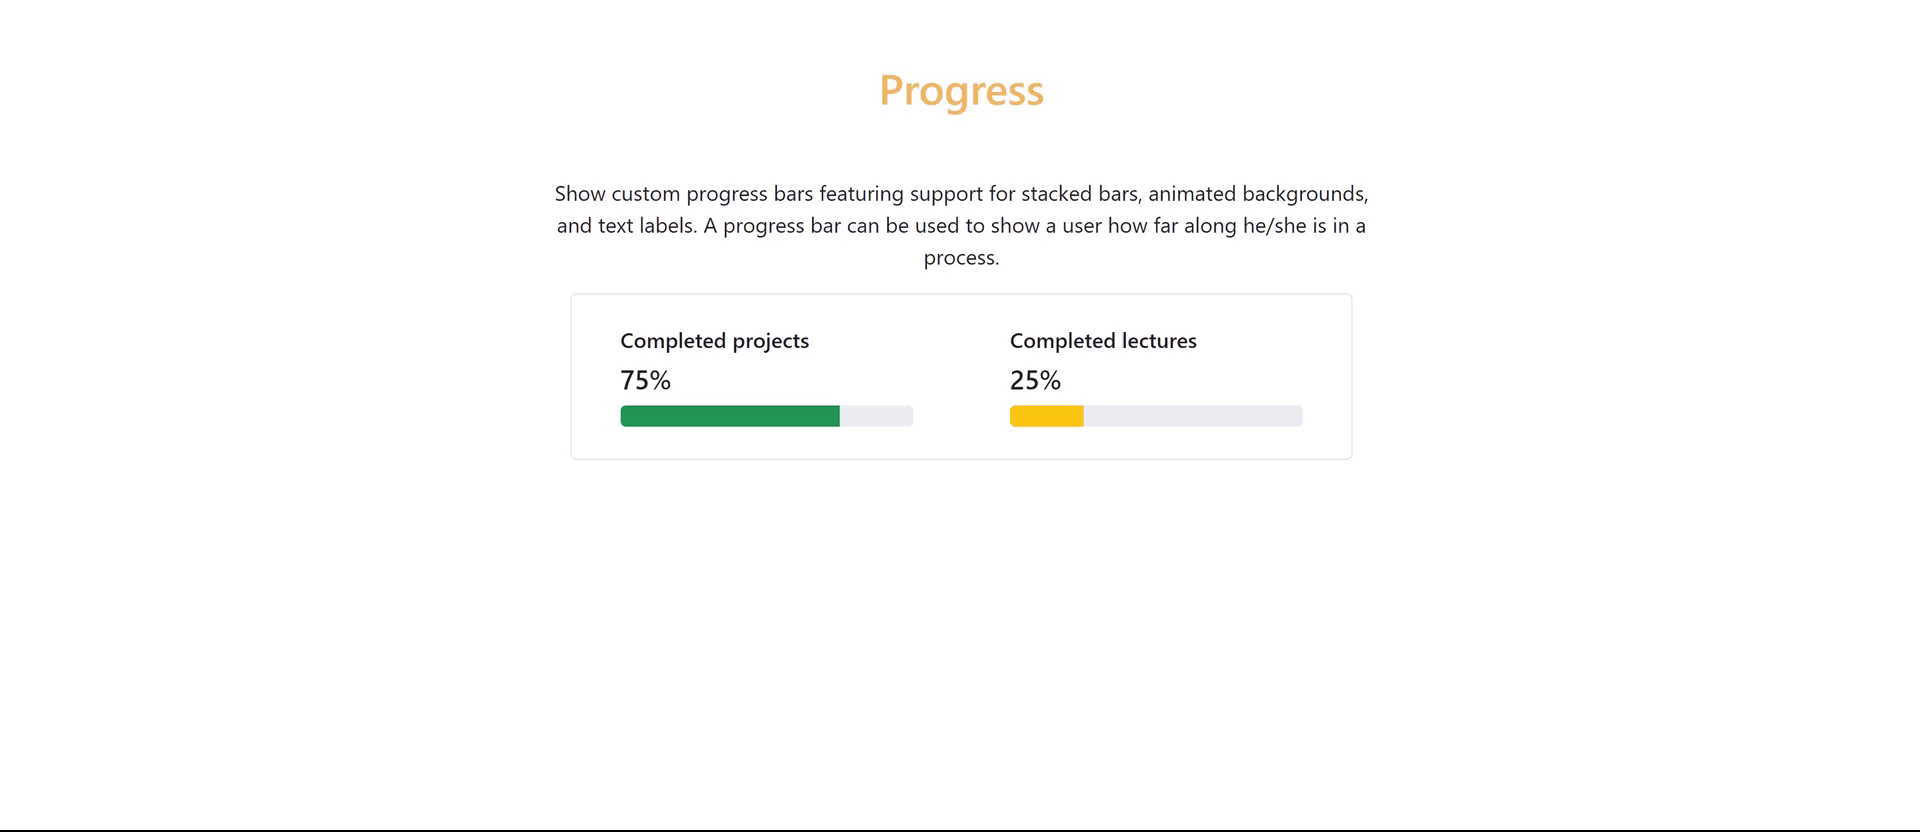 Progress
Show custom progress bars featuring support for stacked bars, animated backgrounds,
and text labels. A progress bar can be used to show a user how far along he/she is in a
process.
Completed projects
75%
Completed lectures
25%